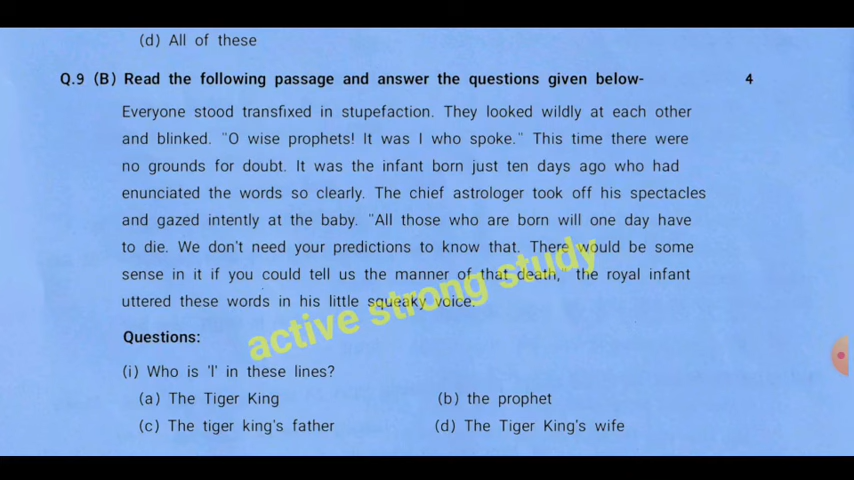 (d) All of these
Q.9 (B) Read the following passage and answer the questions given below- 4
Everyone stood transfixed in stupefaction. They looked wildly at each other
and blinked. "O wise prophets! It was I who spoke." This time there were
no grounds for doubt. It was the infant born just ten days ago who had
enunciated the words so clearly. The chief astrologer took off his spectacles
and gazed intently at the baby. "All those who are born will one day have
to die. We don't need your predictions to know that. There would be some
sense in it if you could tell us the manner of that death," the royal infant
uttered these words in his little squeaky voice.
active strong study
Questions:
(i) Who is 'I' in these lines?
(a) The Tiger King (b) the prophet
(c) The tiger king's father (d) The Tiger King's wife